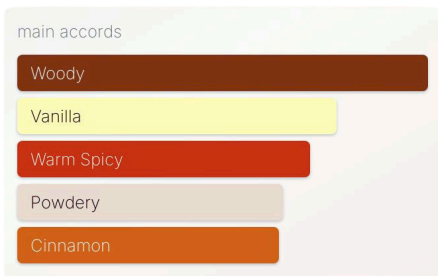 main accords
Woody
Vanilla
Warm Spicy
Powdery
Cinnamon